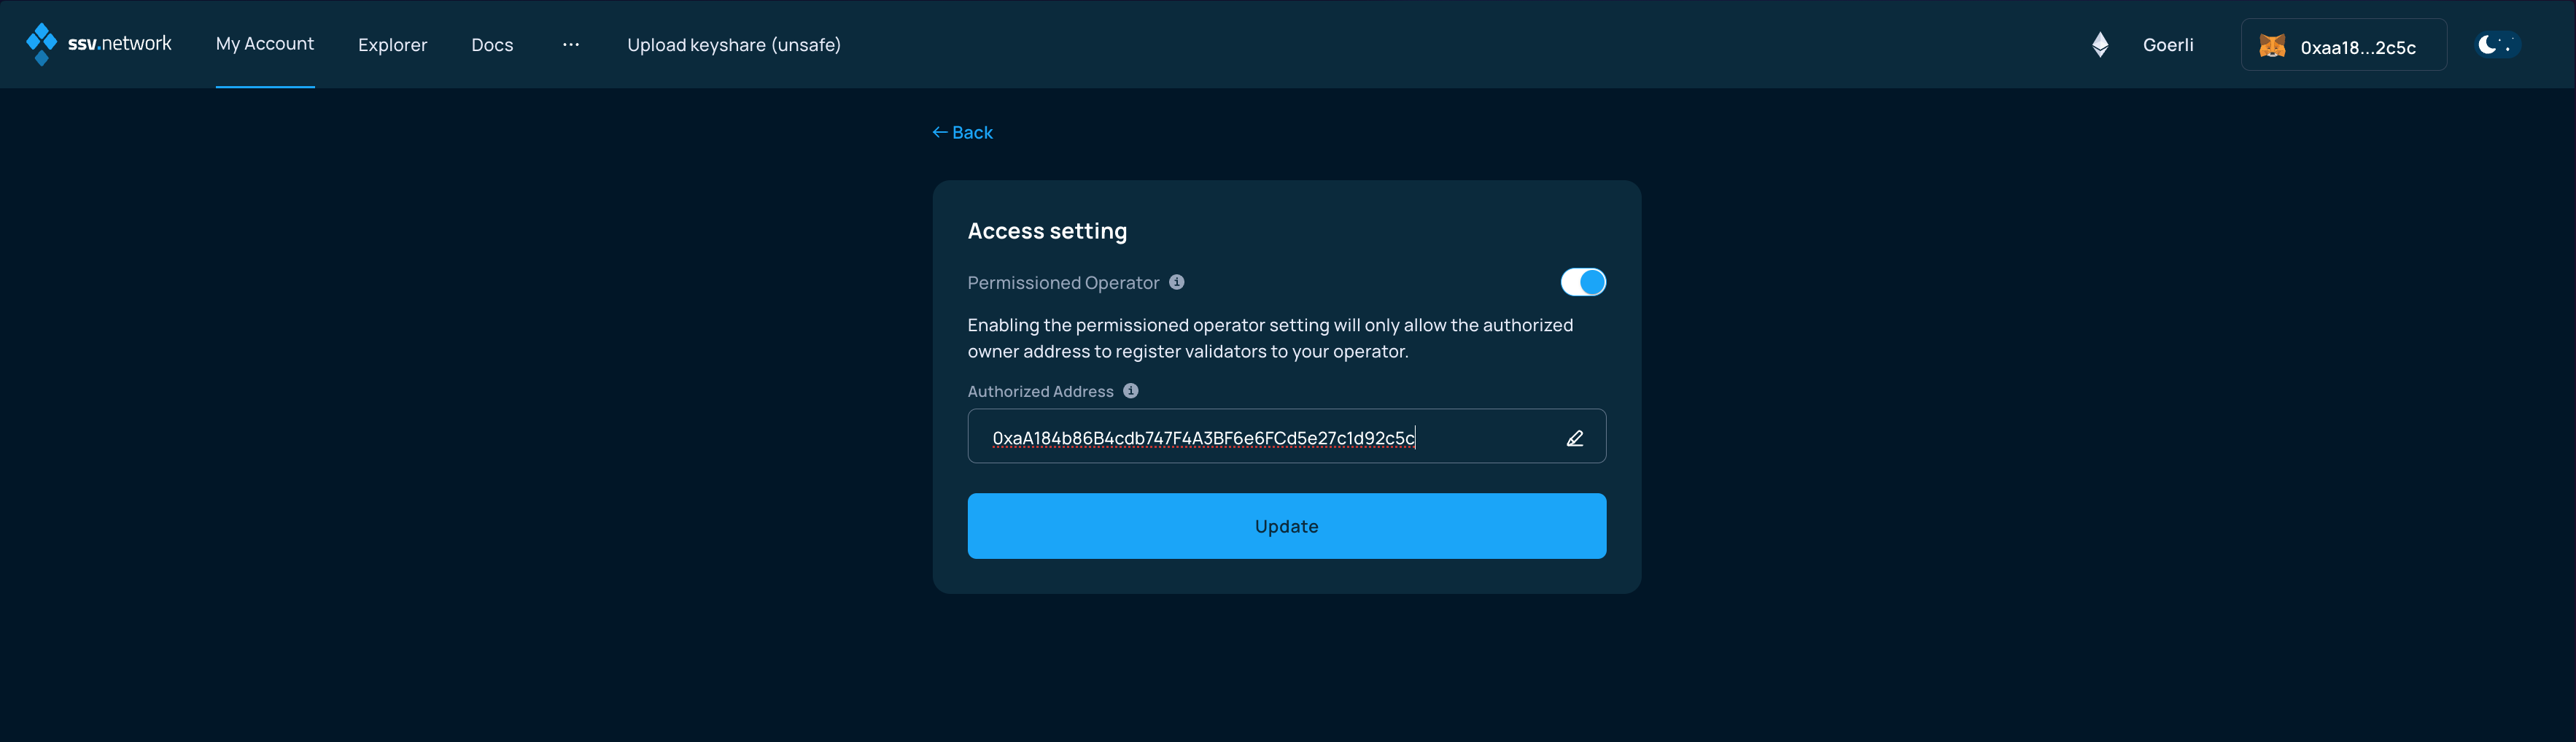 ssv.network
My Account
Explorer
Docs
...
Upload keyshare (unsafe)
Goerli
0xaa18...2c5c
← Back
Access setting
Permissioned Operator
Enabling the permissioned operator setting will only allow the authorized
owner address to register validators to your operator.
Authorized Address
0xaA184b86B4cdb747F4A3BF6e6FCd5e27c1d92c5c
Update